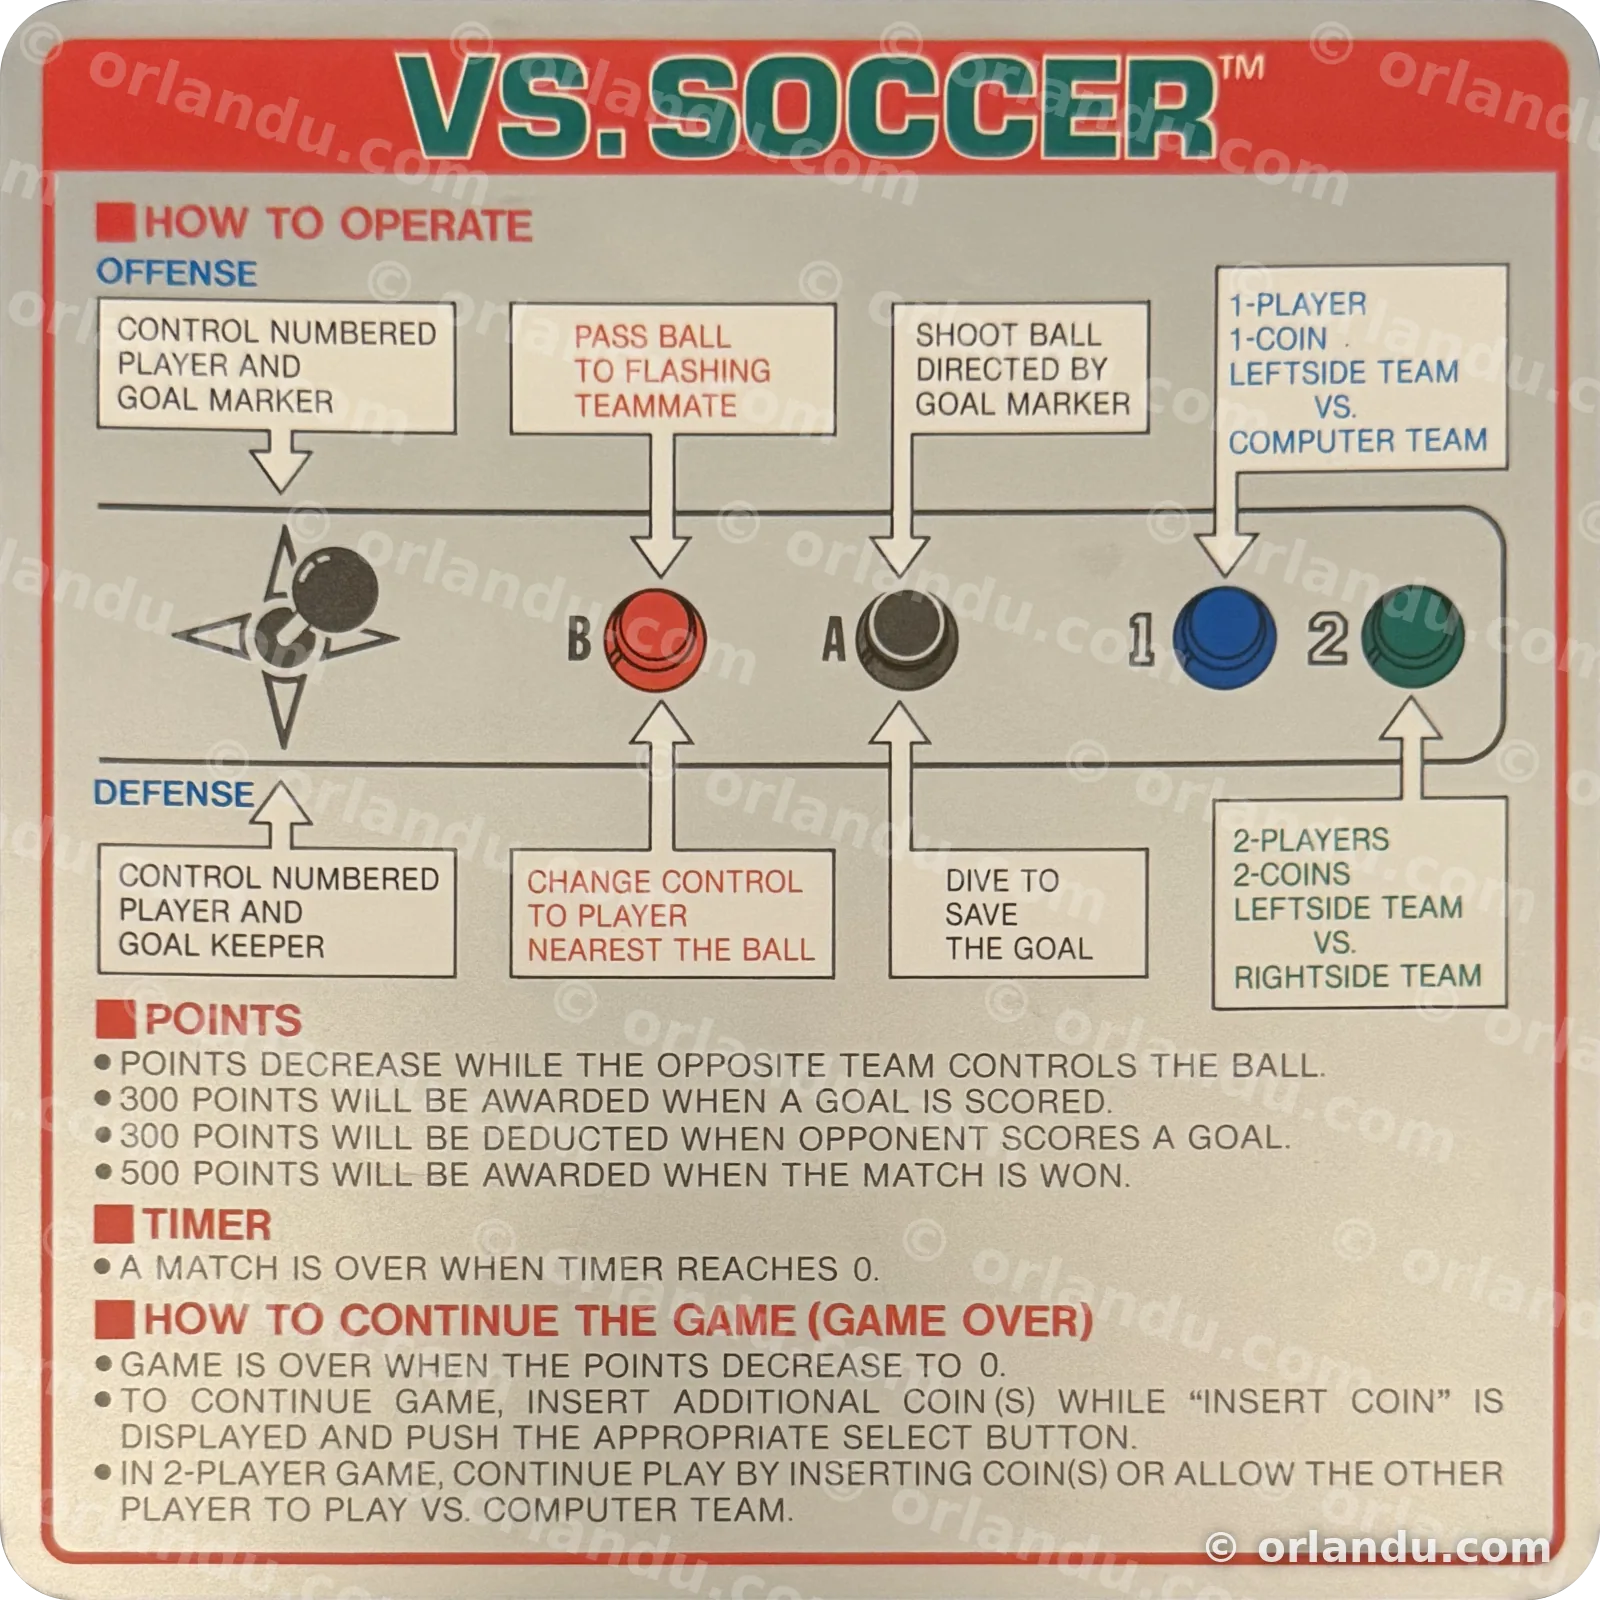 VS. SOCCER™
■HOW TO OPERATE
OFFENSE
CONTROL NUMBERED
PLAYER AND
GOAL MARKER
PASS BALL
TO FLASHING
TEAMMATE
SHOOT BALL
DIRECTED BY
GOAL MARKER
1-PLAYER
1-COIN
LEFTSIDE TEAM
VS.
COMPUTER TEAM
B
A
1
2
DEFENSE
CONTROL NUMBERED
PLAYER AND
GOAL KEEPER
CHANGE CONTROL
TO PLAYER
NEAREST THE BALL
DIVE TO
SAVE
THE GOAL
2-PLAYERS
2-COINS
LEFTSIDE TEAM
VS.
RIGHTSIDE TEAM
■POINTS
●POINTS DECREASE WHILE THE OPPOSITE TEAM CONTROLS THE BALL.
●300 POINTS WILL BE AWARDED WHEN A GOAL IS SCORED.
●300 POINTS WILL BE DEDUCTED WHEN OPPONENT SCORES A GOAL.
●500 POINTS WILL BE AWARDED WHEN THE MATCH IS WON.
■TIMER
●A MATCH IS OVER WHEN TIMER REACHES 0.
■HOW TO CONTINUE THE GAME (GAME OVER)
●GAME IS OVER WHEN THE POINTS DECREASE TO 0.
●TO CONTINUE GAME, INSERT ADDITIONAL COIN(S) WHILE “INSERT COIN” IS
DISPLAYED AND PUSH THE APPROPRIATE SELECT BUTTON.
●IN 2-PLAYER GAME, CONTINUE PLAY BY INSERTING COIN(S) OR ALLOW THE OTHER
PLAYER TO PLAY VS. COMPUTER TEAM.
© orlandu.com